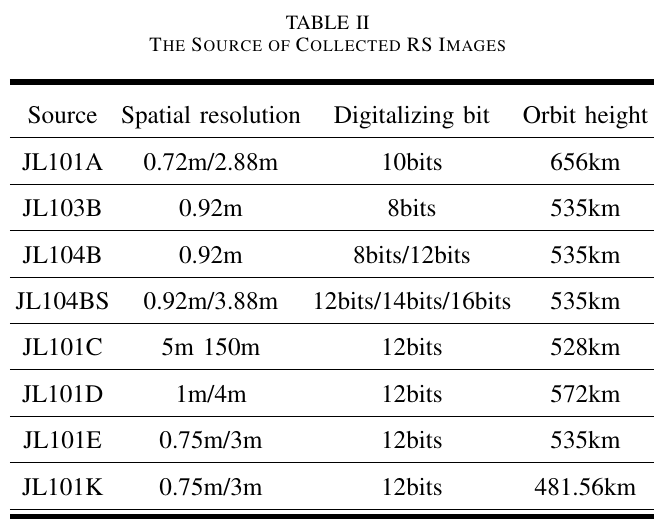 TABLE II
THE SOURCE OF COLLECTED RS IMAGES
Source Spatial resolution Digitalizing bit Orbit height
JL101A 0.72m/2.88m 10bits 656km
JL103B 0.92m 8bits 535km
JL104B 0.92m 8bits/12bits 535km
JL104BS 0.92m/3.88m 12bits/14bits/16bits 535km
JL101C 5m 150m 12bits 528km
JL101D 1m/4m 12bits 572km
JL101E 0.75m/3m 12bits 535km
JL101K 0.75m/3m 12bits 481.56km